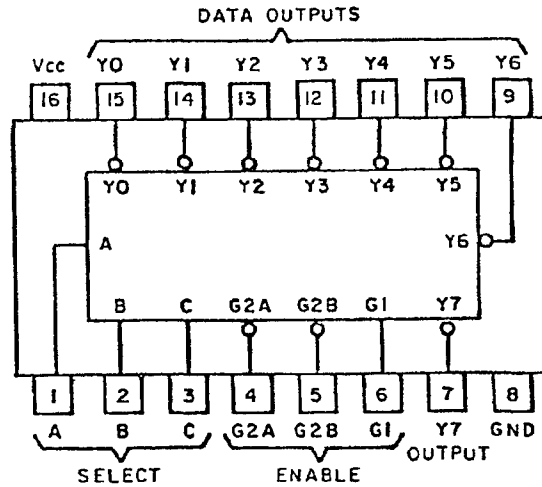 DATA OUTPUTS
Vcc Y0 Y1 Y2 Y3 Y4 Y5 Y6
16 15 14 13 12 11 10 9
Y0 Y1 Y2 Y3 Y4 Y5
A Y6
B C G2A G2B G1 Y7
1 2 3 4 5 6 7 8
A B C G2A G2B G1 Y7 GND
SELECT ENABLE OUTPUT